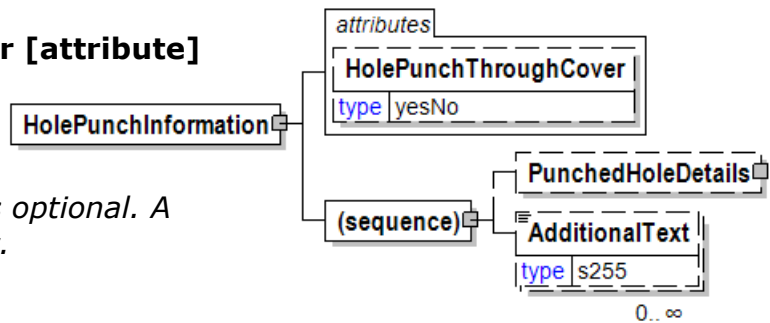 r [attribute]
optional. A
attributes
HolePunchThroughCover
type yesNo
HolePunchInformation
(sequence)
PunchedHoleDetails
AdditionalText
type s255
0..∞